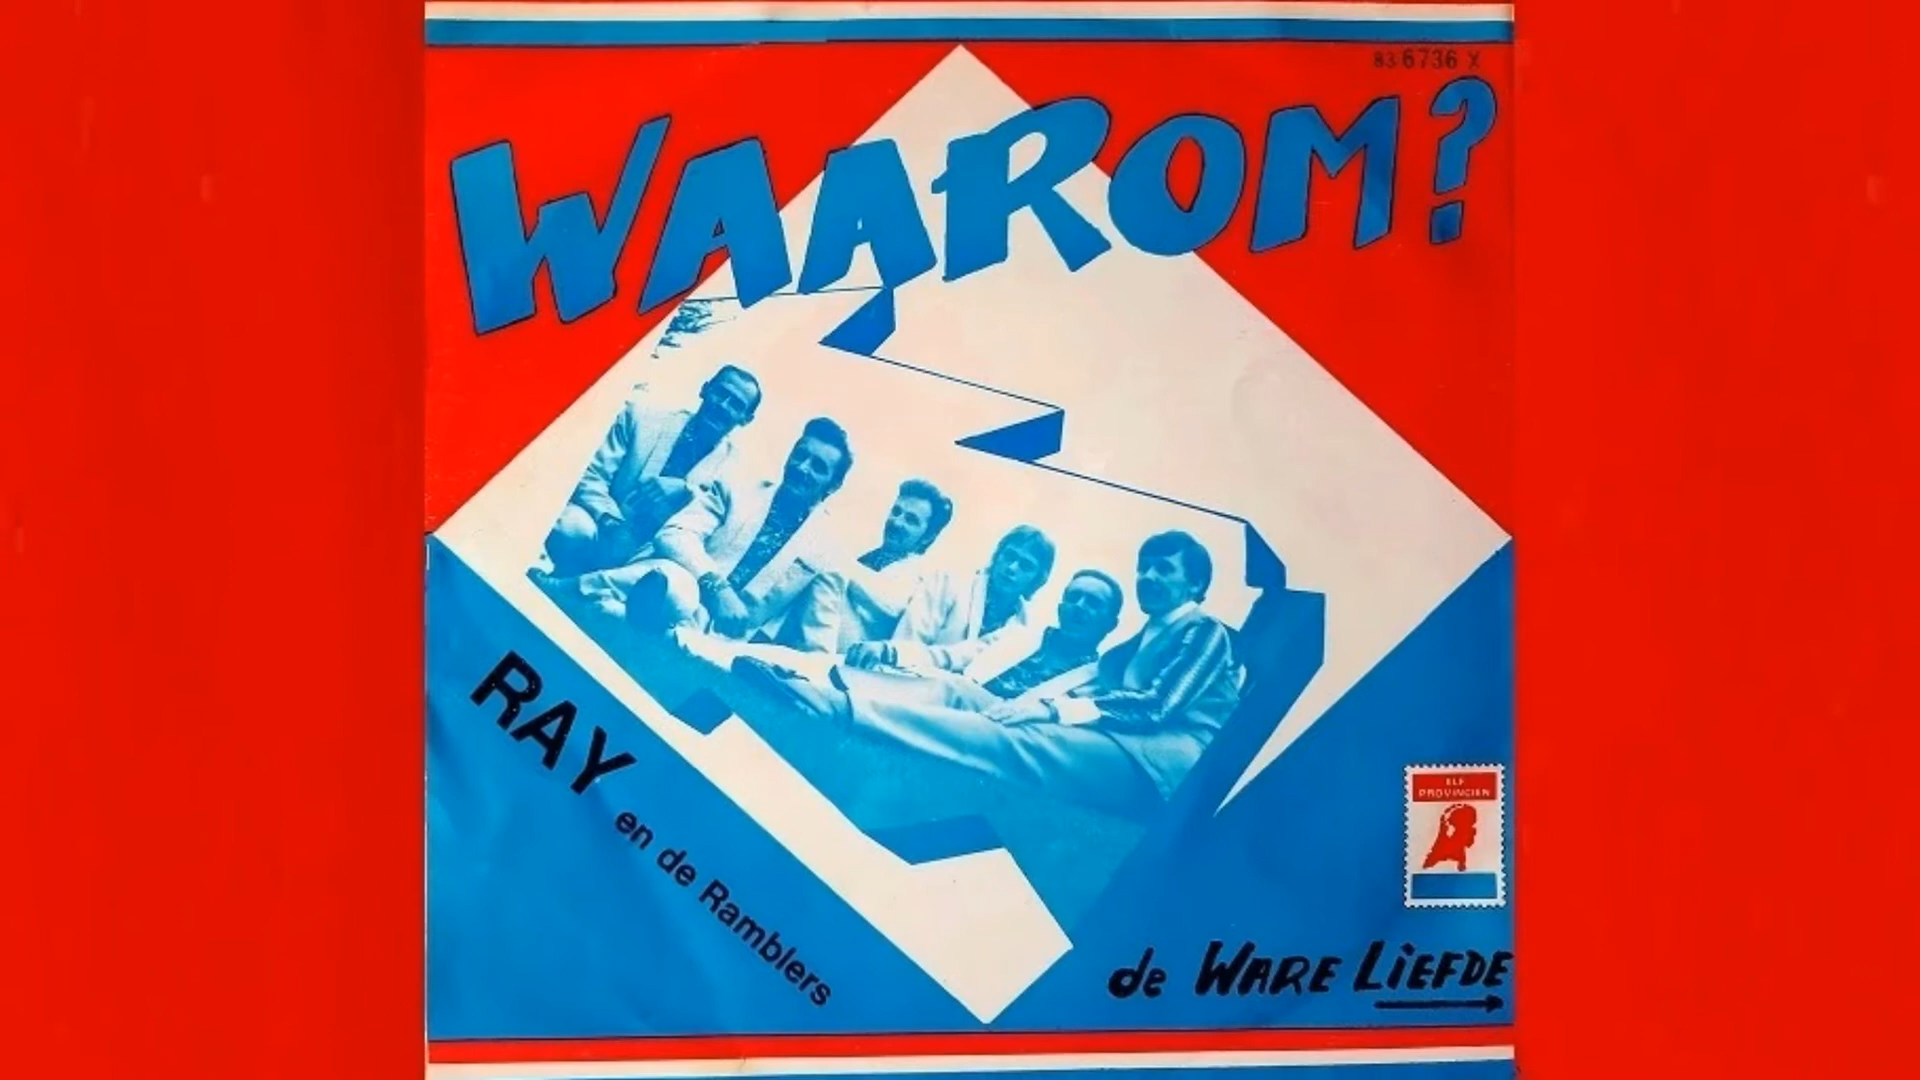 83 6736 X
WAAROM?
RAY en de Ramblers
ELF
PROVINCIEN
de WARE LiEFDE